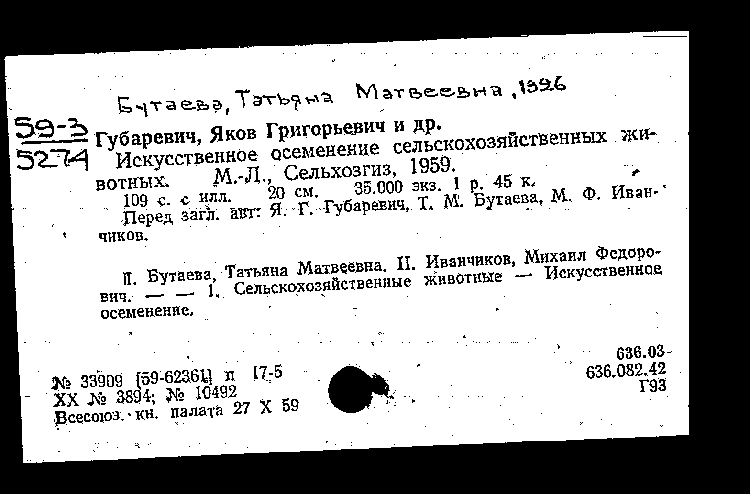 Бутаева, Татьяна Матвеевна, 1926
59-3
5274
Губаревич, Яков Григорьевич и др.
Искусственное осеменение сельскохозяйственных жи-
вотных. М.-Л., Сельхозгиз, 1959.
109 с. с илл. 20 см. 35.000 экз. 1 р. 45 к.
Перед загл. авт: Я. Г. Губаревич, Т. М. Бутаева, М. Ф. Иван-
чиков.
II. Бутаева, Татьяна Матвеевна. II. Иванчиков, Михаил Федоро-
вич. — — 1. Сельскохозяйственные животные — Искусственное
осеменение.
№ 33909 [59-62361] п 17-5
XX № 3894; № 10492
Всесоюз. кн. палата 27 X 59
636.03
636.082.42
Г93